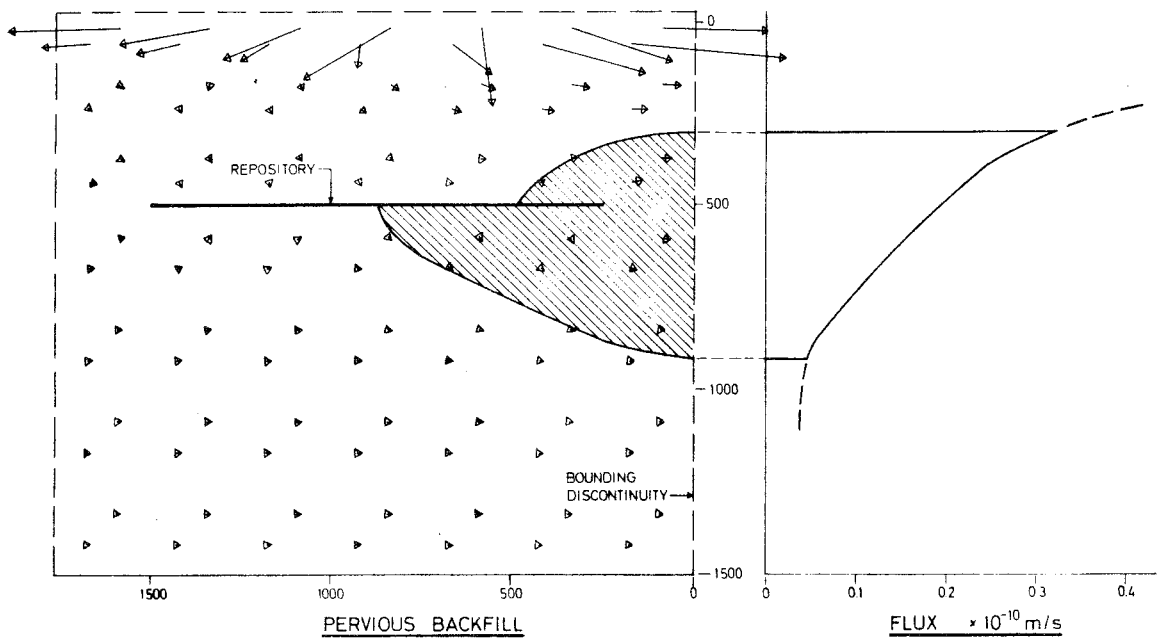 0
REPOSITORY
500
1000
BOUNDING
DISCONTINUITY
1500
1500
1000
500
0
0
0.1
0.2
0.3
0.4
PERVIOUS BACKFILL
FLUX × 10⁻¹⁰ m/s